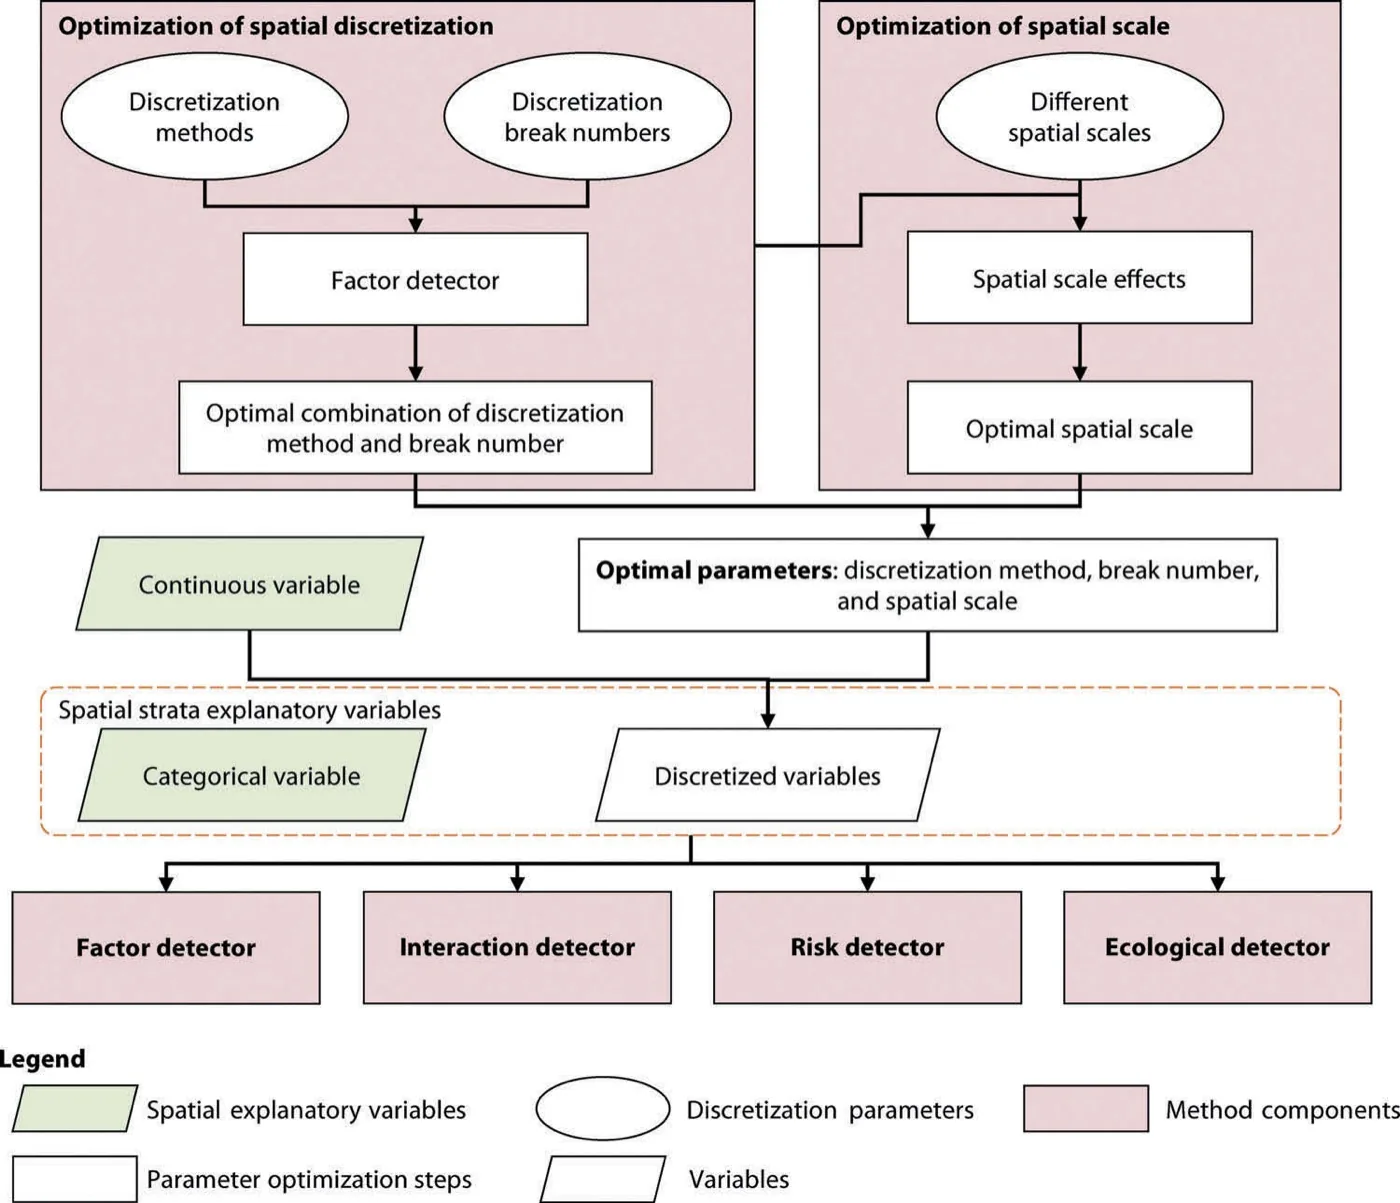 Optimization of spatial discretization
Discretization
methods
Discretization
break numbers
Factor detector
Optimal combination of discretization
method and break number
Optimization of spatial scale
Different
spatial scales
Spatial scale effects
Optimal spatial scale
Continuous variable
Optimal parameters: discretization method, break number,
and spatial scale
Spatial strata explanatory variables
Categorical variable
Discretized variables
Factor detector
Interaction detector
Risk detector
Ecological detector
Legend
Spatial explanatory variables
Discretization parameters
Method components
Parameter optimization steps
Variables